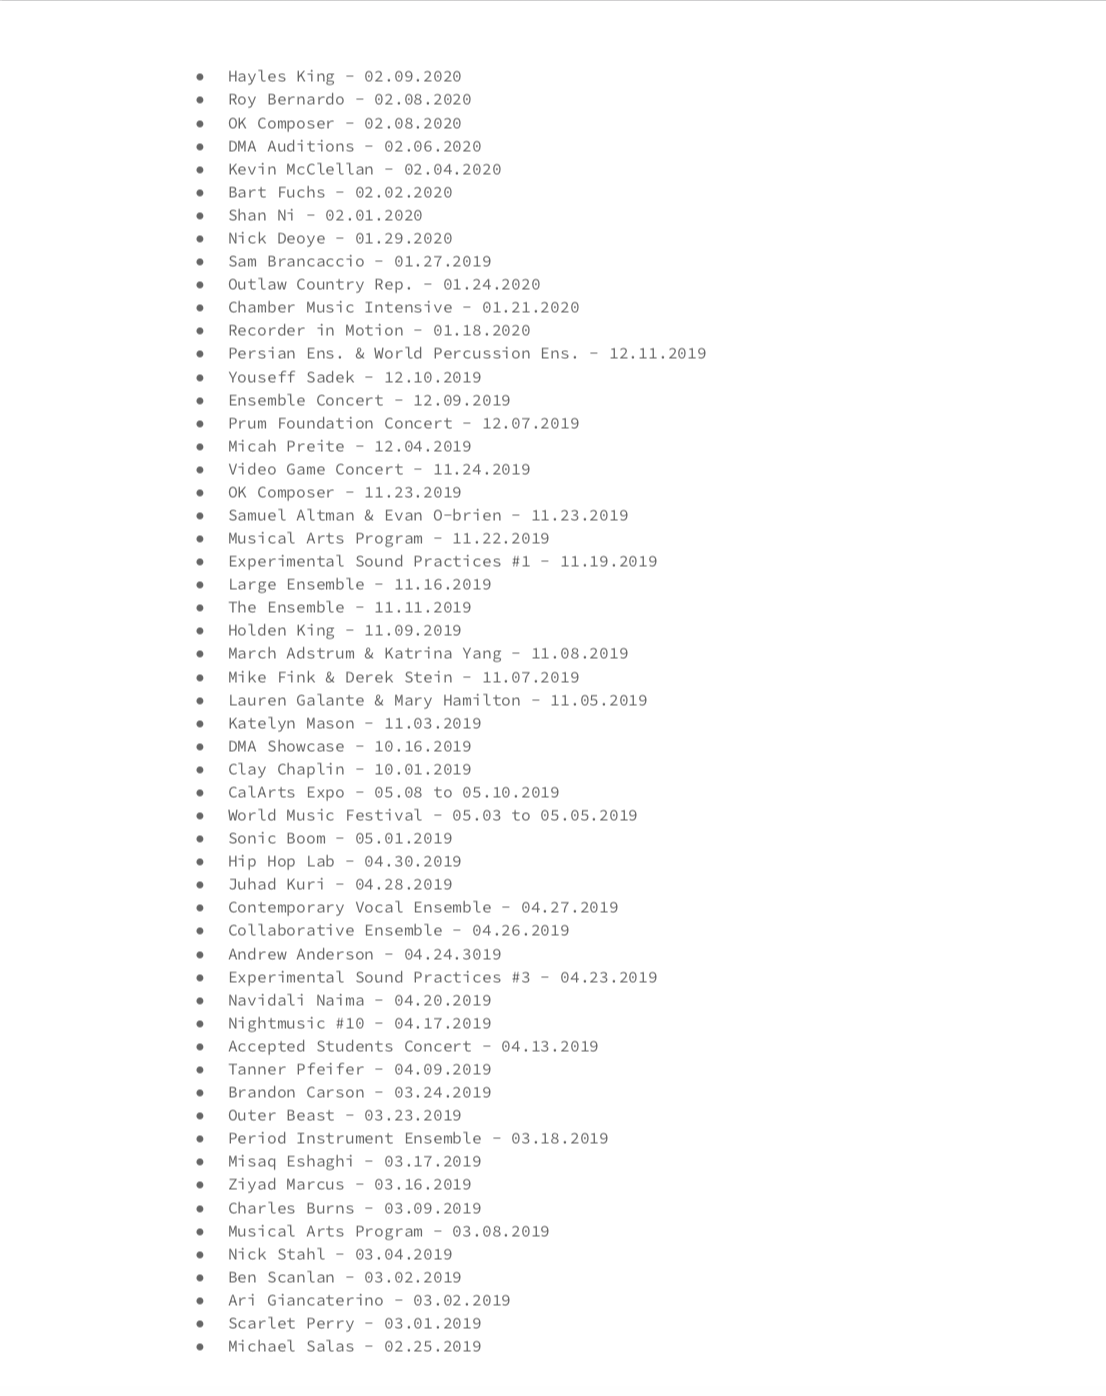 ● Hayles King - 02.09.2020
● Roy Bernardo - 02.08.2020
● OK Composer - 02.08.2020
● DMA Auditions - 02.06.2020
● Kevin McClellan - 02.04.2020
● Bart Fuchs - 02.02.2020
● Shan Ni - 02.01.2020
● Nick Deoye - 01.29.2020
● Sam Brancaccio - 01.27.2019
● Outlaw Country Rep. - 01.24.2020
● Chamber Music Intensive - 01.21.2020
● Recorder in Motion - 01.18.2020
● Persian Ens. & World Percussion Ens. - 12.11.2019
● Youseff Sadek - 12.10.2019
● Ensemble Concert - 12.09.2019
● Prum Foundation Concert - 12.07.2019
● Micah Preite - 12.04.2019
● Video Game Concert - 11.24.2019
● OK Composer - 11.23.2019
● Samuel Altman & Evan O-brien - 11.23.2019
● Musical Arts Program - 11.22.2019
● Experimental Sound Practices #1 - 11.19.2019
● Large Ensemble - 11.16.2019
● The Ensemble - 11.11.2019
● Holden King - 11.09.2019
● March Adstrum & Katrina Yang - 11.08.2019
● Mike Fink & Derek Stein - 11.07.2019
● Lauren Galante & Mary Hamilton - 11.05.2019
● Katelyn Mason - 11.03.2019
● DMA Showcase - 10.16.2019
● Clay Chaplin - 10.01.2019
● CalArts Expo - 05.08 to 05.10.2019
● World Music Festival - 05.03 to 05.05.2019
● Sonic Boom - 05.01.2019
● Hip Hop Lab - 04.30.2019
● Juhad Kuri - 04.28.2019
● Contemporary Vocal Ensemble - 04.27.2019
● Collaborative Ensemble - 04.26.2019
● Andrew Anderson - 04.24.3019
● Experimental Sound Practices #3 - 04.23.2019
● Navidali Naima - 04.20.2019
● Nightmusic #10 - 04.17.2019
● Accepted Students Concert - 04.13.2019
● Tanner Pfeifer - 04.09.2019
● Brandon Carson - 03.24.2019
● Outer Beast - 03.23.2019
● Period Instrument Ensemble - 03.18.2019
● Misaq Eshaghi - 03.17.2019
● Ziyad Marcus - 03.16.2019
● Charles Burns - 03.09.2019
● Musical Arts Program - 03.08.2019
● Nick Stahl - 03.04.2019
● Ben Scanlan - 03.02.2019
● Ari Giancaterino - 03.02.2019
● Scarlet Perry - 03.01.2019
● Michael Salas - 02.25.2019